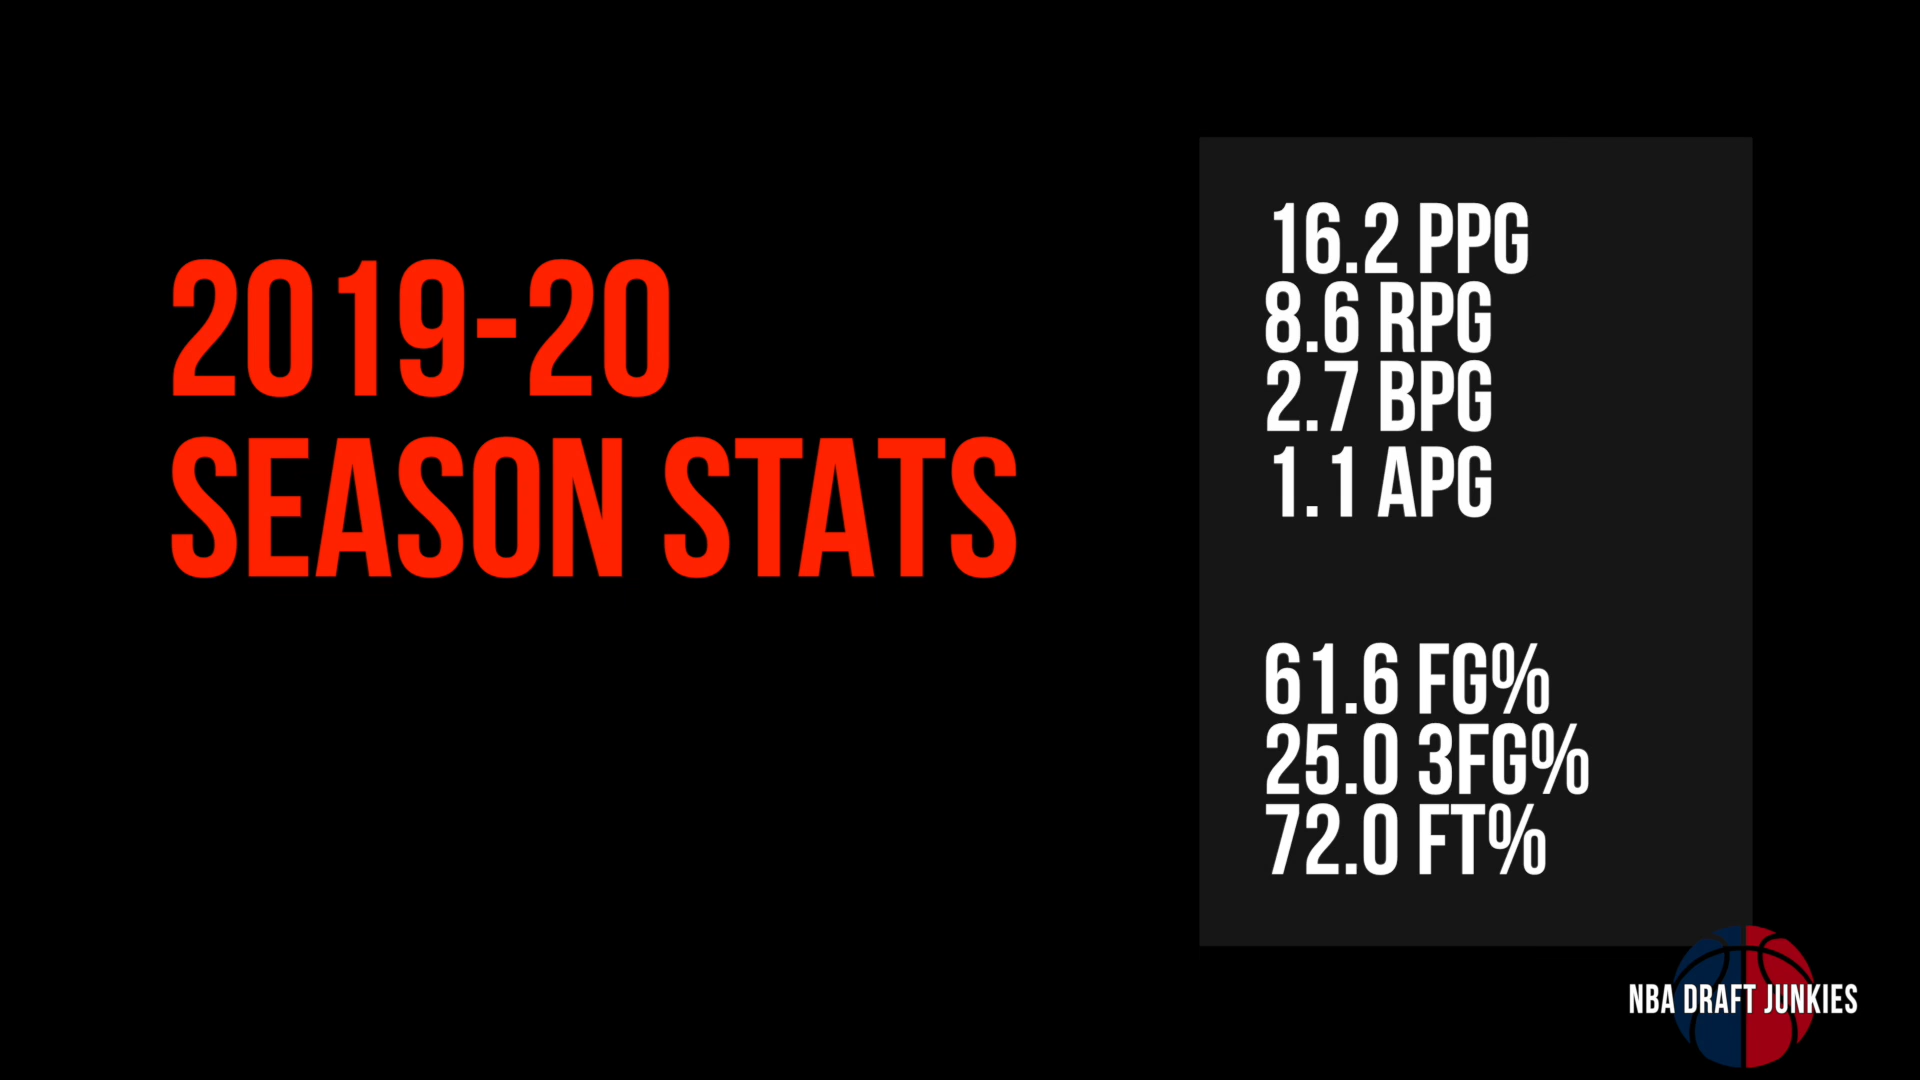 2019-20
SEASON STATS
16.2 PPG
8.6 RPG
2.7 BPG
1.1 APG
61.6 FG%
25.0 3FG%
72.0 FT%
NBA DRAFT JUNKIES